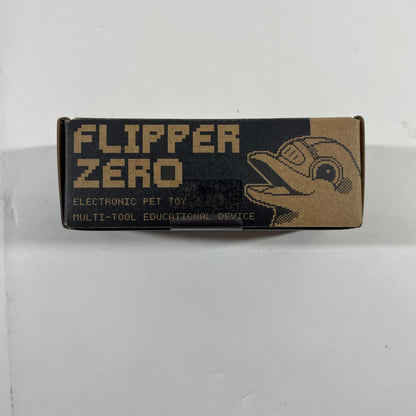 FLIPPER
ZERO
ELECTRONIC PET TOY
MULTI-TOOL EDUCATIONAL DEVICE